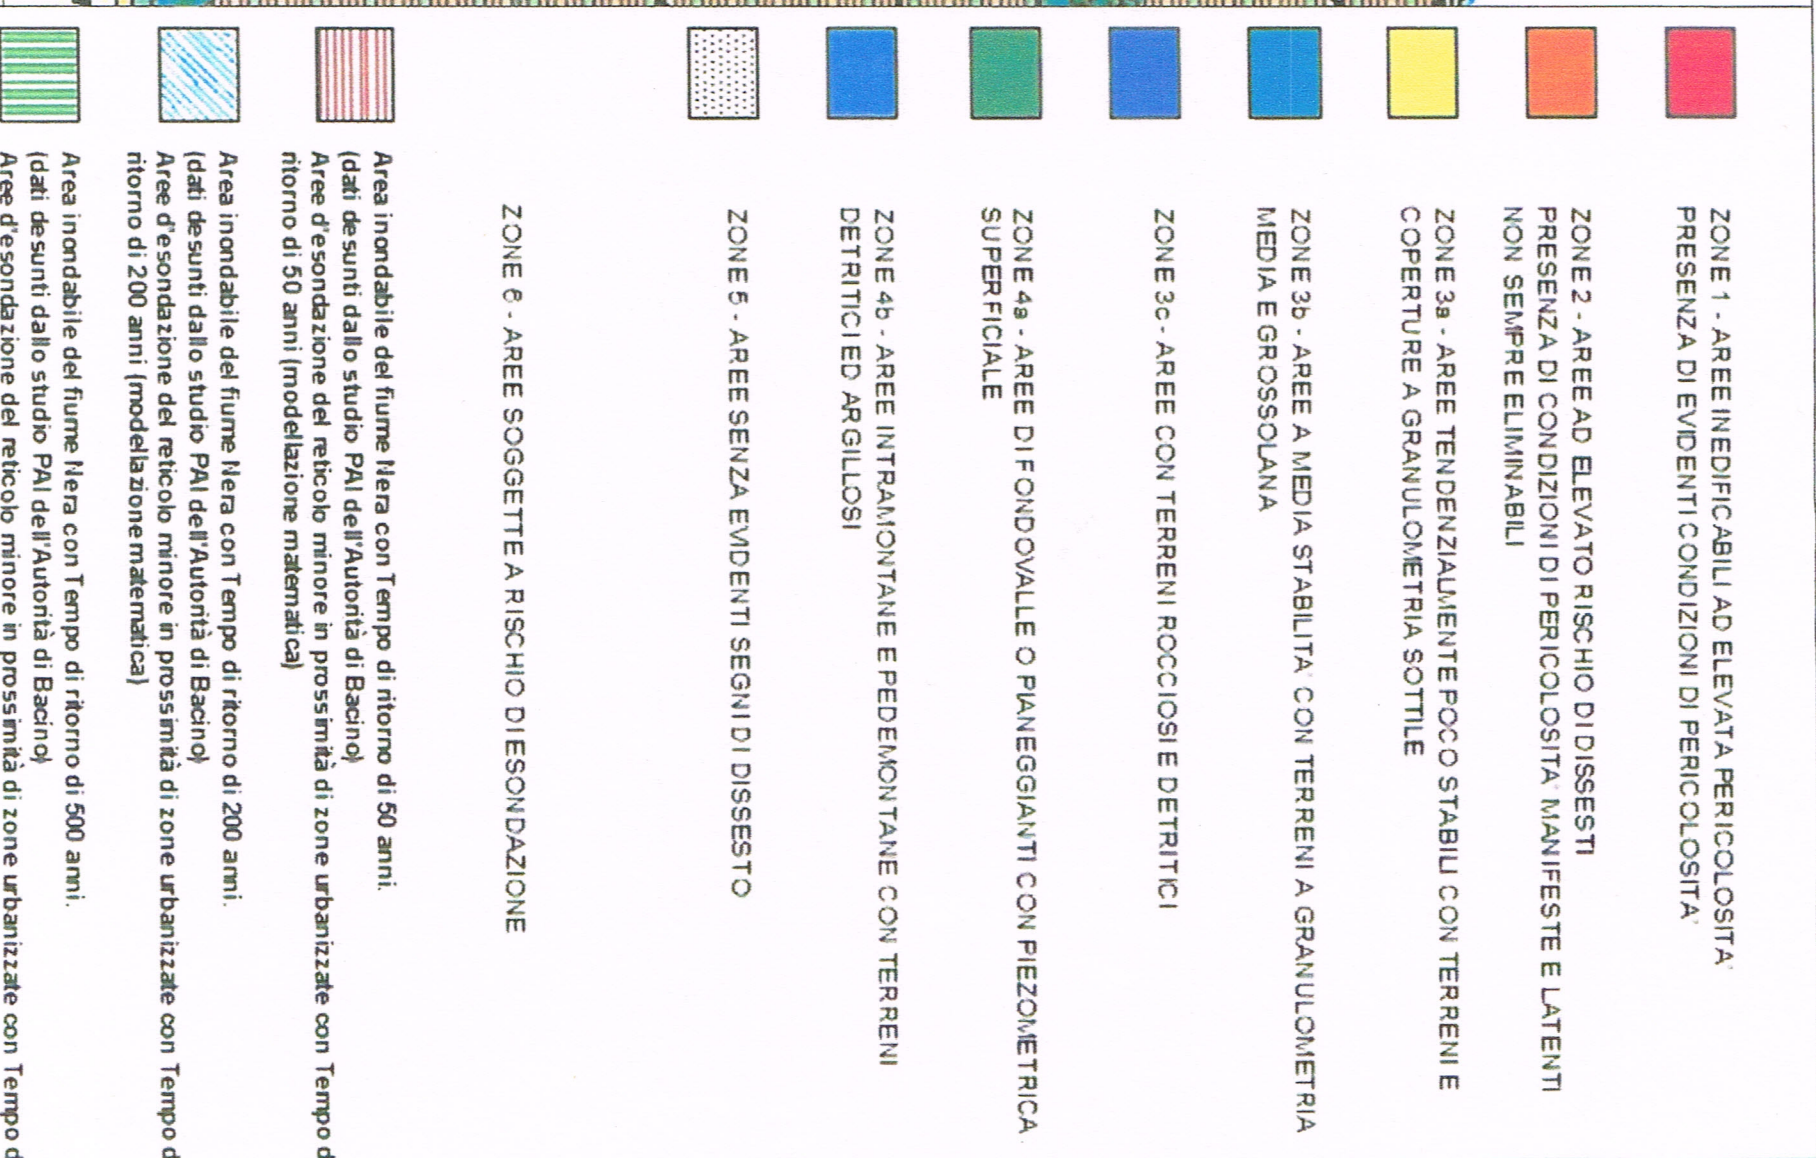 ZONE 1 - AREE INEDIFICABILI AD ELEVATA PERICOLOSITA'
PRESENZA DI EVIDENTI CONDIZIONI DI PERICOLOSITA'
ZONE 2 - AREE AD ELEVATO RISCHIO DI DISSESTI
PRESENZA DI CONDIZIONI DI PERICOLOSITA' MANIFESTE E LATENTI
NON SEMPRE ELIMINABILI
ZONE 3a - AREE TENDENZIALMENTE POCO STABILI CON TERRENI E
COPERTURE A GRANULOMETRIA SOTTILE
ZONE 3b - AREE A MEDIA STABILITA' CON TERRENI A GRANULOMETRIA
MEDIA E GROSSOLANA
ZONE 3c - AREE CON TERRENI ROCCIOSI E DETRITICI
ZONE 4a - AREE DI FONDOVALLE O PIANEGGIANTI CON PIEZOMETRICA
SUPERFICIALE
ZONE 4b - AREE INTRAMONTANE E PEDEMONTANE CON TERRENI
DETRITICI ED ARGILLOSI
ZONE 5 - AREE SENZA EVIDENTI SEGNI DI DISSESTO
ZONE 6 - AREE SOGGETTE A RISCHIO DI ESONDAZIONE
Area inondabile del fiume Nera con Tempo di ritorno di 50 anni.
(dati desunti dallo studio PAI dell'Autorità di Bacino)
Aree d'esondazione del reticolo minore in prossimità di zone urbanizzate con Tempo d
ritorno di 50 anni (modellazione matematica)
Area inondabile del fiume Nera con Tempo di ritorno di 200 anni.
(dati desunti dallo studio PAI dell'Autorità di Bacino)
Aree d'esondazione del reticolo minore in prossimità di zone urbanizzate con Tempo d
ritorno di 200 anni (modellazione matematica)
Area inondabile del fiume Nera con Tempo di ritorno di 500 anni.
(dati desunti dallo studio PAI dell'Autorità di Bacino)
Aree d'esondazione del reticolo minore in prossimità di zone urbanizzate con Tempo d